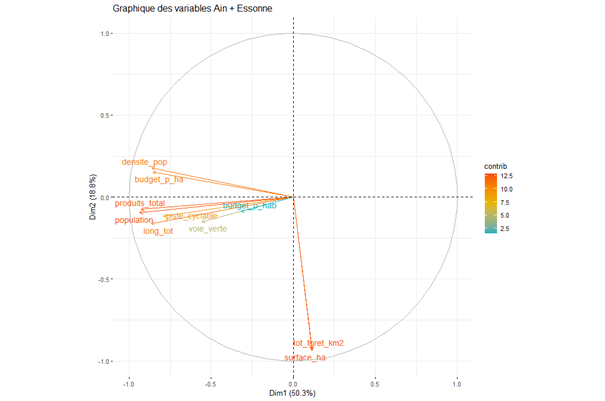 Graphique des variables Ain + Essonne
1.0
0.5
0.0
-0.5
-1.0
Dim2 (18.8%)
densite_pop
budget_p_ha
produits_total
budget_p_hab
population
piste_cyclable
voie_verte
long_tot
tot_foret_km2
surface_ha
-1.0
-0.5
0.0
0.5
1.0
Dim1 (50.3%)
contrib
12.5
10.0
7.5
5.0
2.5